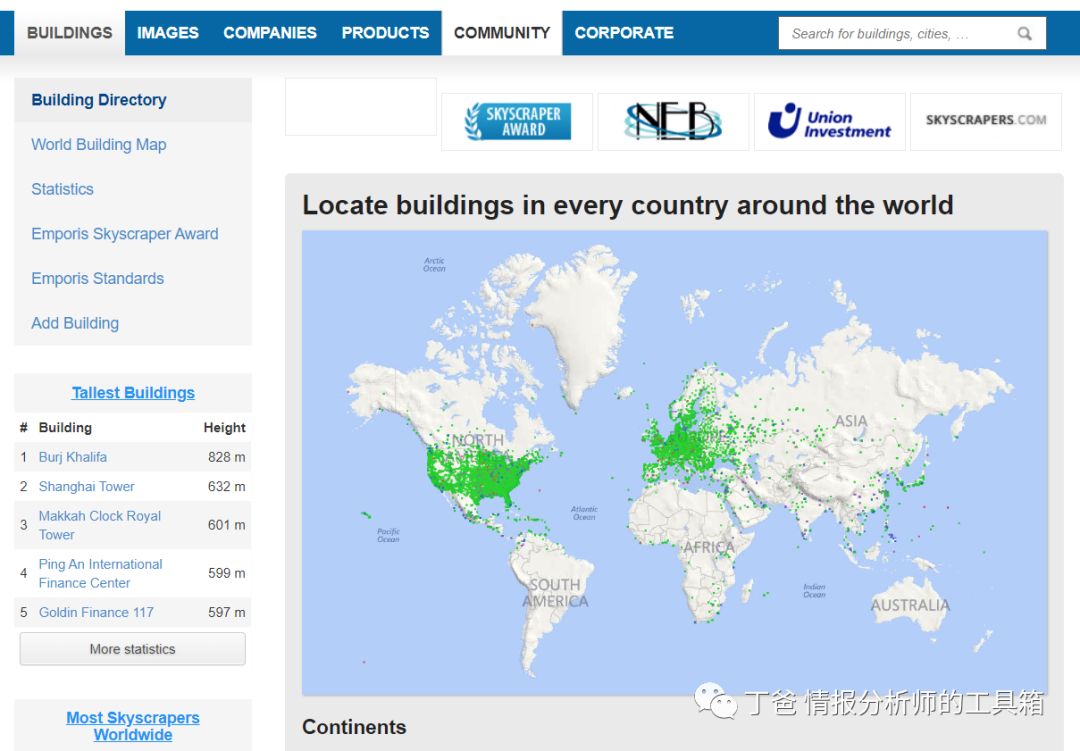 BUILDINGS IMAGES COMPANIES PRODUCTS COMMUNITY CORPORATE Search for buildings, cities, …
Building Directory
World Building Map
Statistics
Emporis Skyscraper Award
Emporis Standards
Add Building
Tallest Buildings
# Building Height
1 Burj Khalifa 828 m
2 Shanghai Tower 632 m
3 Makkah Clock Royal
Tower 601 m
4 Ping An International
Finance Center 599 m
5 Goldin Finance 117 597 m
More statistics
Most Skyscrapers
Worldwide
SKYSCRAPER
AWARD
NEB
Union
Investment
SKYSCRAPERS.COM
Locate buildings in every country around the world
Arctic
Ocean
NORTH
EUROPE
ASIA
Pacific
Ocean
Atlantic
Ocean
AFRICA
SOUTH
AMERICA
Indian
Ocean
AUSTRALIA
丁爸 情报分析师的工具箱
Continents